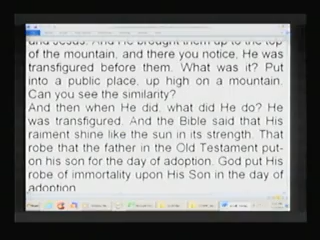 and Jesus. And He brought them up to the top
of the mountain, and there you notice, He was
transfigured before them. What was it? Put
into a public place, up high on a mountain.
Can you see the similarity?
And then when He did, what did He do? He
was transfigured. And the Bible said that His
raiment shine like the sun in its strength. That
robe that the father in the Old Testament put-
on his son for the day of adoption. God put His
robe of immortality upon His Son in the day of
adoption